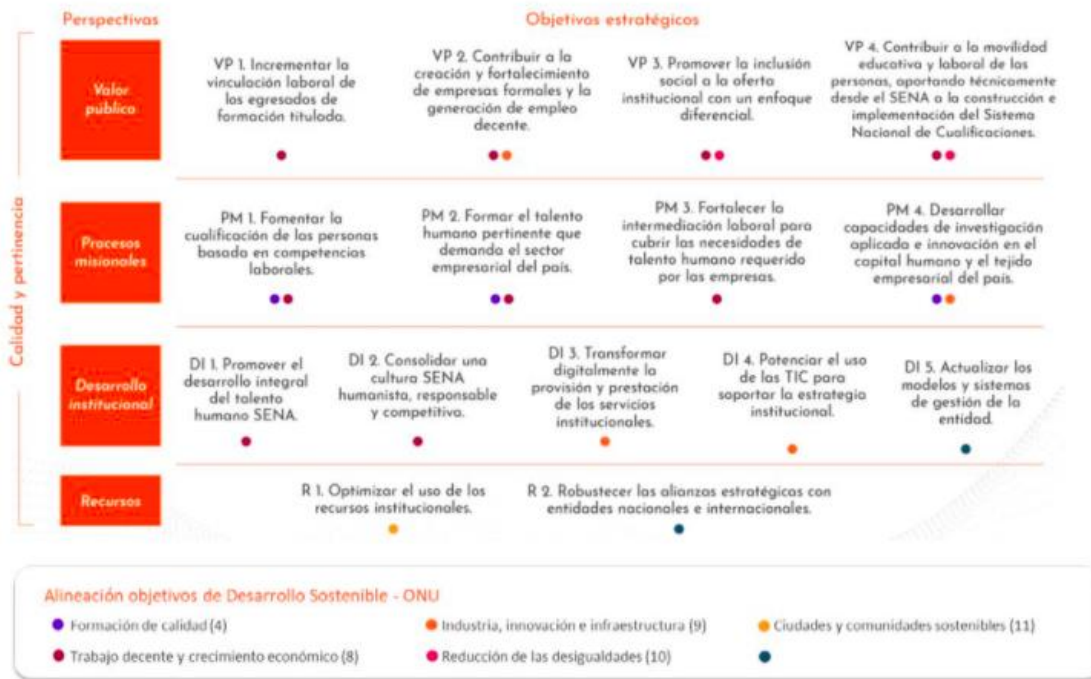 Perspectivas
Objetivas estratégicos
Calidad y pertinencia
Valor
público
VP 1. Incrementar la
vinculación laboral de
los egresados de
formación titulada.
VP 2. Contribuir a la
creación y fortalecimiento
de empresas formales y la
generación de empleo
decente.
VP 3. Promover la inclusión
social a la oferta
institucional con un enfoque
diferencial.
VP 4. Contribuir a la movilidad
educativa y laboral de las
personas, aportando técnicamente
desde el SENA a la construcción e
implementación del Sistema
Nacional de Cualificaciones.
Procesos
misionales
PM 1. Fomentar la
cualificación de las personas
basada en competencias
laborales.
PM 2. Formar el talento
humano pertinente que
demanda el sector
empresarial del país.
PM 3. Fortalecer la
intermediación laboral para
cubrir las necesidades de
talento humano requerido
por las empresas.
PM 4. Desarrollar
capacidades de investigación
aplicada e innovación en el
capital humano y el tejido
empresarial del país.
Desarrollo
institucional
DI 1. Promover el
desarrollo integral
del talento
humano SENA.
DI 2. Consolidar una
cultura SENA
humanista, responsable
y competitiva.
DI 3. Transformar
digitalmente la
provisión y prestación
de los servicios
institucionales.
DI 4. Potenciar el uso
de las TIC para
soportar la estrategia
institucional.
DI 5. Actualizar los
modelos y sistemas
de gestión de la
entidad.
Recursos
R 1. Optimizar el uso de los
recursos institucionales.
R 2. Robustecer las alianzas estratégicas con
entidades nacionales e internacionales.
Alineación objetivos de Desarrollo Sostenible - ONU
Formación de calidad (4)
Industria, innovación e infraestructura (9)
Ciudades y comunidades sostenibles (11)
Trabajo decente y crecimiento económico (8)
Reducción de las desigualdades (10)